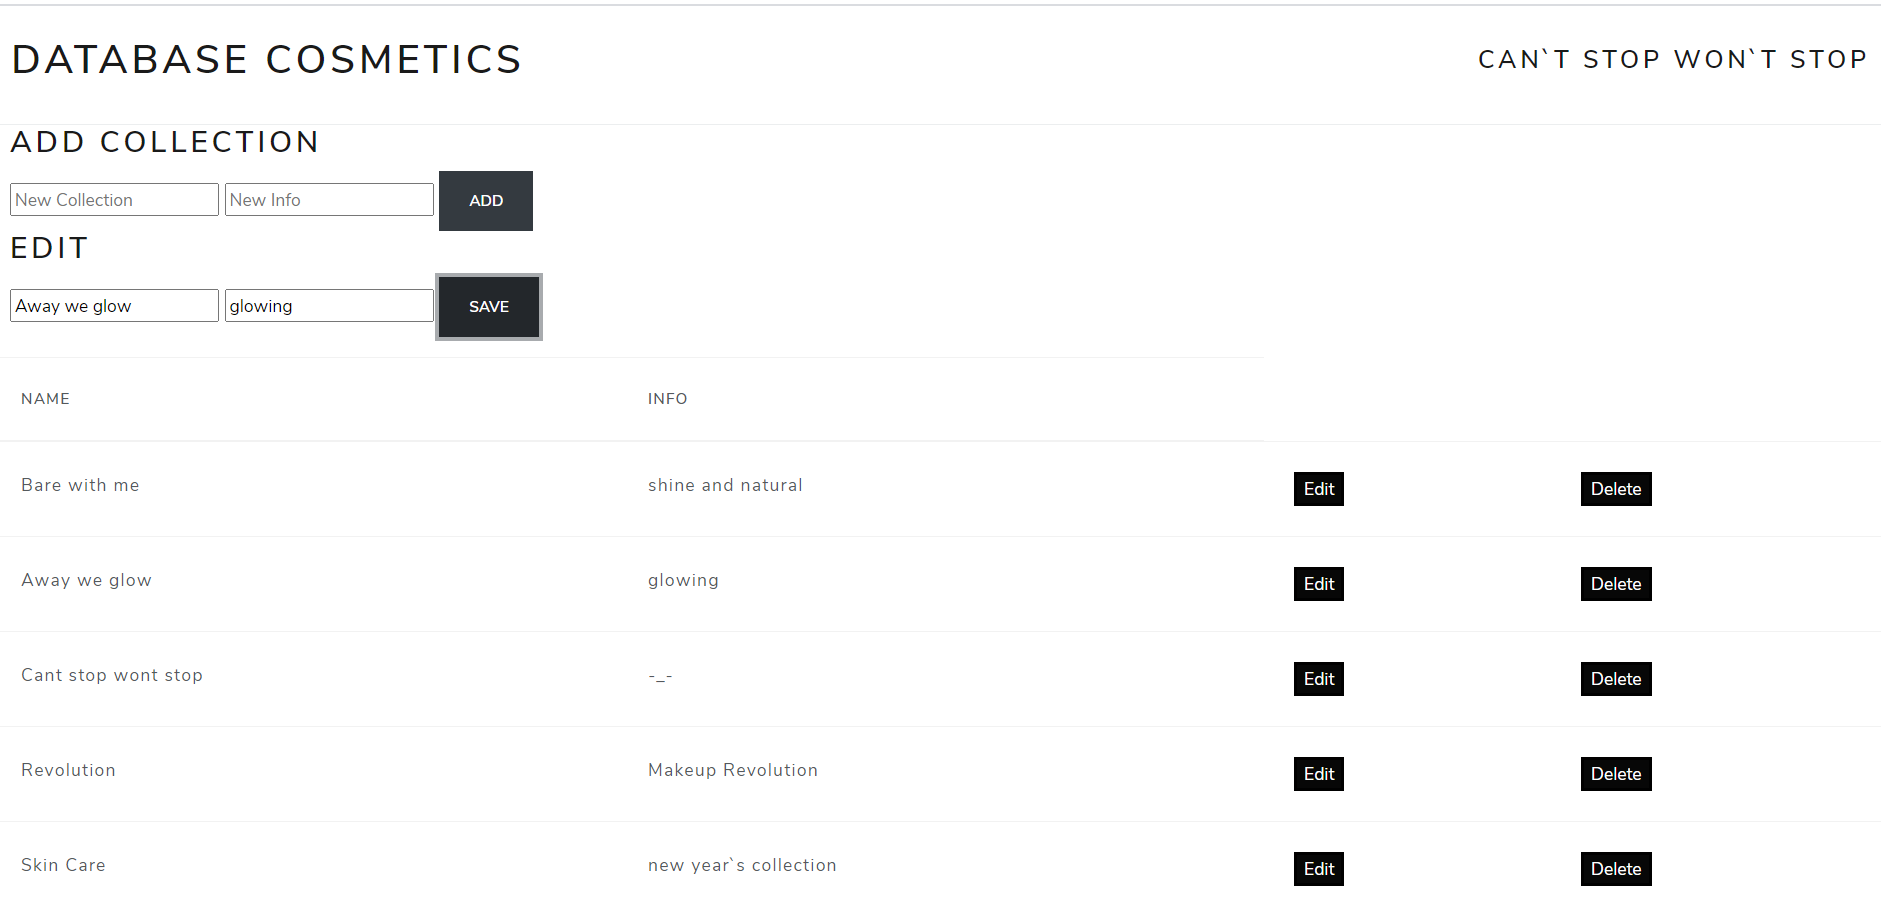 DATABASE COSMETICS CAN`T STOP WON`T STOP
ADD COLLECTION
New Collection New Info ADD
EDIT
Away we glow glowing SAVE
NAME INFO
Bare with me shine and natural Edit Delete
Away we glow glowing Edit Delete
Cant stop wont stop -_- Edit Delete
Revolution Makeup Revolution Edit Delete
Skin Care new year`s collection Edit Delete